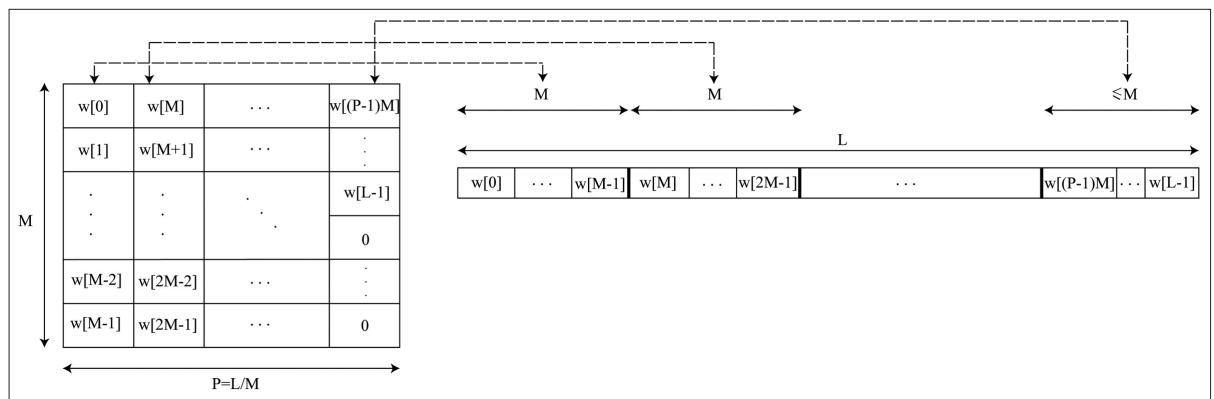 w[0] w[M] ... w[(P-1)M]
w[1] w[M+1] ... ...
... ... ... w[L-1]
0
w[M-2] w[2M-2] ... ...
w[M-1] w[2M-1] ... 0
M
P=L/M
M M ⩽M
L
w[0] ... w[M-1] w[M] ... w[2M-1] ... w[(P-1)M] ... w[L-1]